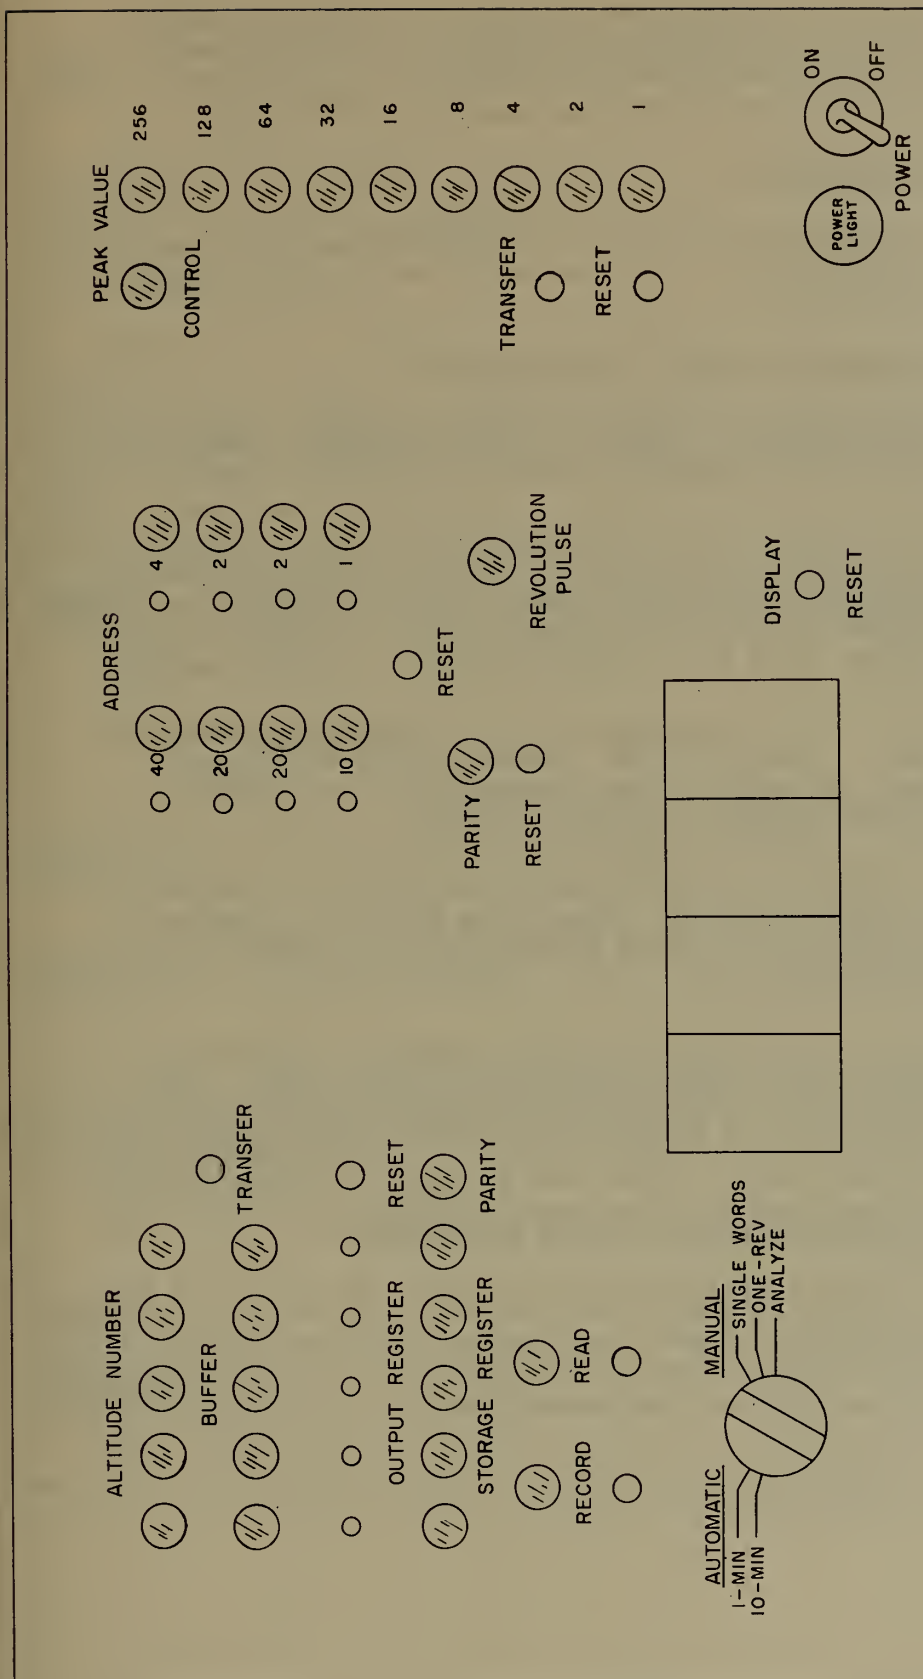 ALTITUDE NUMBER
BUFFER
TRANSFER
OUTPUT REGISTER
RESET
STORAGE REGISTER
PARITY
RECORD
READ
AUTOMATIC
1-MIN
10-MIN
MANUAL
SINGLE WORDS
ONE-REV
ANALYZE
ADDRESS
40
4
20
2
20
2
10
1
RESET
PARITY
RESET
REVOLUTION
PULSE
DISPLAY
RESET
PEAK VALUE
CONTROL
256
128
64
32
16
8
4
2
1
TRANSFER
RESET
POWER
LIGHT
ON
OFF
POWER